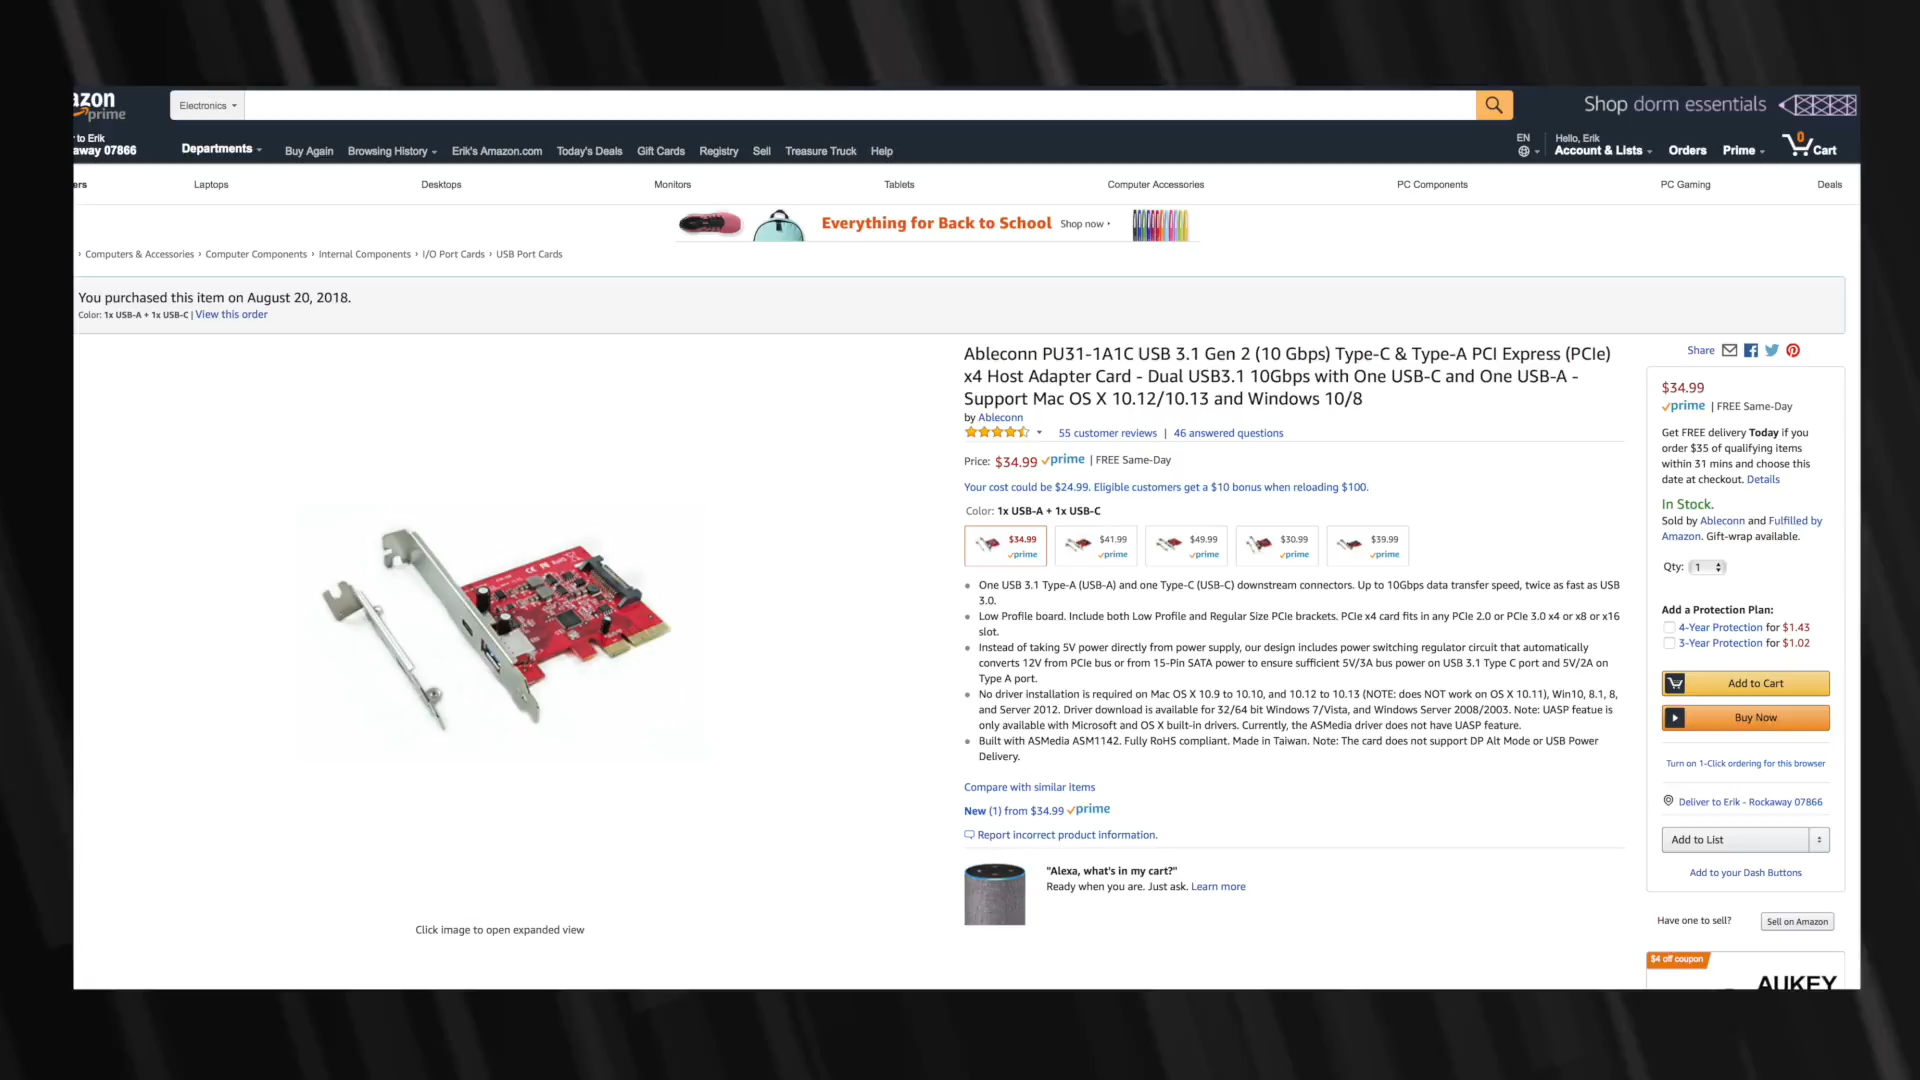 azon
prime
Electronics
Shop dorm essentials
to Erik
away 07866
Departments
Buy Again
Browsing History
Erik's Amazon.com
Today's Deals
Gift Cards
Registry
Sell
Treasure Truck
Help
EN
Hello, Erik
Account & Lists
Orders
Prime
0
Cart
ers
Laptops
Desktops
Monitors
Tablets
Computer Accessories
PC Components
PC Gaming
Deals
Everything for Back to School
Shop now ›
› Computers & Accessories › Computer Components › Internal Components › I/O Port Cards › USB Port Cards
You purchased this item on August 20, 2018.
Color: 1x USB-A + 1x USB-C | View this order
Ableconn PU31-1A1C USB 3.1 Gen 2 (10 Gbps) Type-C & Type-A PCI Express (PCIe)
x4 Host Adapter Card - Dual USB3.1 10Gbps with One USB-C and One USB-A -
Support Mac OS X 10.12/10.13 and Windows 10/8
by Ableconn
55 customer reviews | 46 answered questions
Price: $34.99 prime | FREE Same-Day
Your cost could be $24.99. Eligible customers get a $10 bonus when reloading $100.
Color: 1x USB-A + 1x USB-C
$34.99
prime
$41.99
prime
$49.99
prime
$30.99
prime
$39.99
prime
One USB 3.1 Type-A (USB-A) and one Type-C (USB-C) downstream connectors. Up to 10Gbps data transfer speed, twice as fast as USB
3.0.
Low Profile board. Include both Low Profile and Regular Size PCIe brackets. PCIe x4 card fits in any PCIe 2.0 or PCIe 3.0 x4 or x8 or x16
slot.
Instead of taking 5V power directly from power supply, our design includes power switching regulator circuit that automatically
converts 12V from PCIe bus or from 15-Pin SATA power to ensure sufficient 5V/3A bus power on USB 3.1 Type C port and 5V/2A on
Type A port.
No driver installation is required on Mac OS X 10.9 to 10.10, and 10.12 to 10.13 (NOTE: does NOT work on OS X 10.11), Win10, 8.1, 8,
and Server 2012. Driver download is available for 32/64 bit Windows 7/Vista, and Windows Server 2008/2003. Note: UASP featue is
only available with Microsoft and OS X built-in drivers. Currently, the ASMedia driver does not have UASP feature.
Built with ASMedia ASM1142. Fully RoHS compliant. Made in Taiwan. Note: The card does not support DP Alt Mode or USB Power
Delivery.
Compare with similar items
New (1) from $34.99 prime
Report incorrect product information.
"Alexa, what's in my cart?"
Ready when you are. Just ask. Learn more
Click image to open expanded view
Share
$34.99
prime | FREE Same-Day
Get FREE delivery Today if you
order $35 of qualifying items
within 31 mins and choose this
date at checkout. Details
In Stock.
Sold by Ableconn and Fulfilled by
Amazon. Gift-wrap available.
Qty: 1
Add a Protection Plan:
4-Year Protection for $1.43
3-Year Protection for $1.02
Add to Cart
Buy Now
Turn on 1-Click ordering for this browser
Deliver to Erik - Rockaway 07866
Add to List
Add to your Dash Buttons
Have one to sell?
Sell on Amazon
$4 off coupon
AUKEY